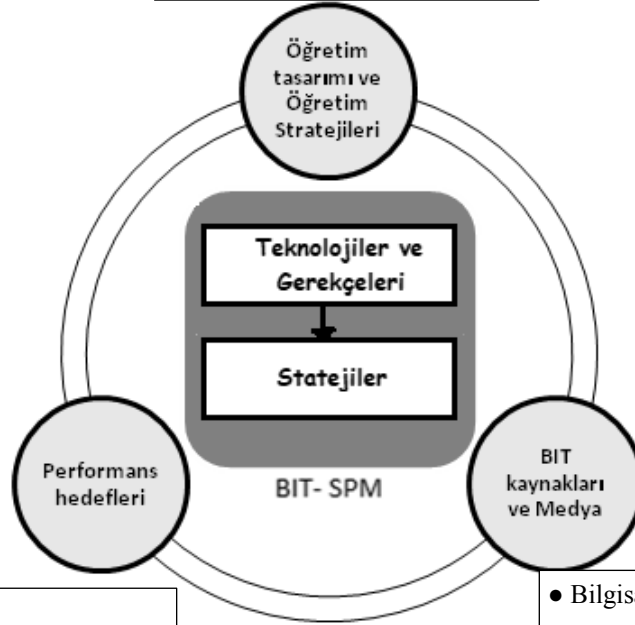 Öğretim
tasarımı ve
Öğretim
Stratejileri
Teknolojiler ve
Gerekçeleri
Statejiler
BIT- SPM
Performans
hedefleri
BIT
kaynakları
ve Medya